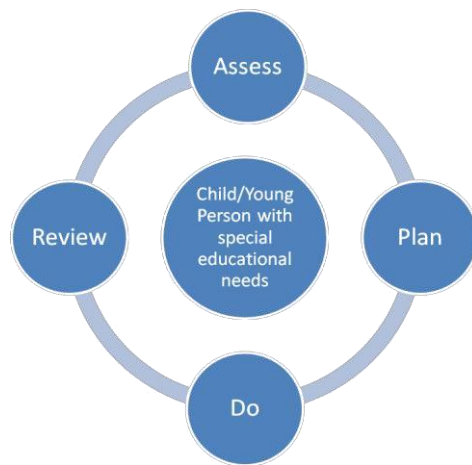 Assess
Child/Young
Person with
special
educational
needs
Review
Plan
Do